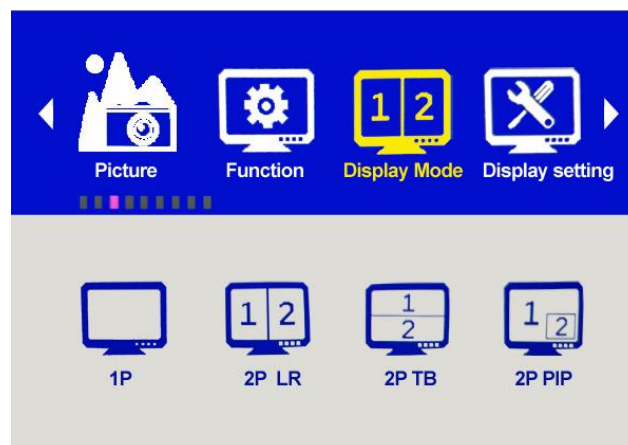 1 2
Picture Function Display Mode Display setting
1 2 1 2 1 2
1P 2P LR 2P TB 2P PIP